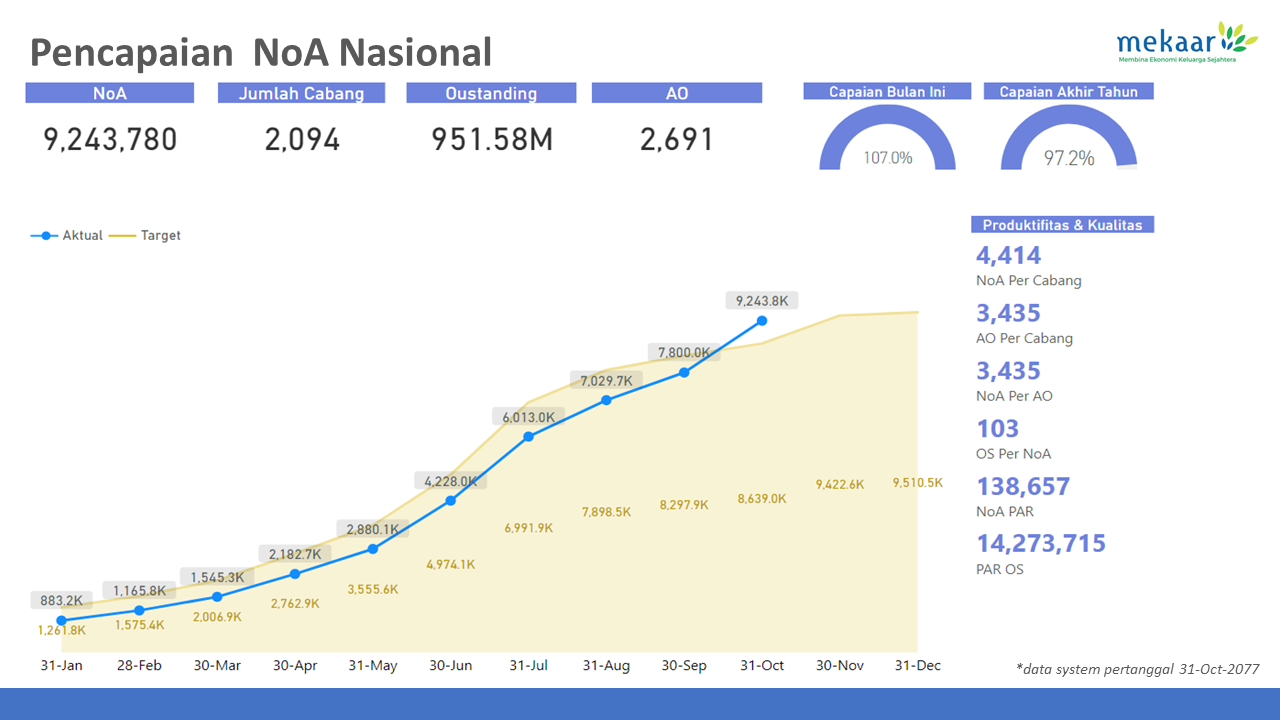 Pencapaian  NoA Nasional
mekaar
Membina Ekonomi Keluarga Sejahtera
NoA
Jumlah Cabang
Oustanding
AO
Capaian Bulan Ini
Capaian Akhir Tahun
9,243,780
2,094
951.58M
2,691
107.0%
97.2%
Aktual
Target
Produktifitas & Kualitas
4,414
NoA Per Cabang
3,435
AO Per Cabang
3,435
NoA Per AO
103
OS Per NoA
138,657
NoA PAR
14,273,715
PAR OS
883.2K
1,165.8K
1,545.3K
2,182.7K
2,880.1K
4,228.0K
6,013.0K
7,029.7K
7,800.0K
9,243.8K
1,261.8K
1,575.4K
2,006.9K
2,762.9K
3,555.6K
4,974.1K
6,991.9K
7,898.5K
8,297.9K
8,639.0K
9,422.6K
9,510.5K
31-Jan
28-Feb
30-Mar
30-Apr
31-May
30-Jun
31-Jul
31-Aug
30-Sep
31-Oct
30-Nov
31-Dec
*data system pertanggal 31-Oct-2077